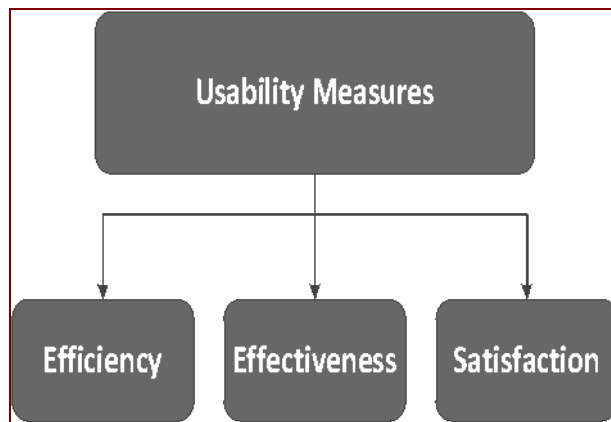 Usability Measures
Efficiency
Effectiveness
Satisfaction